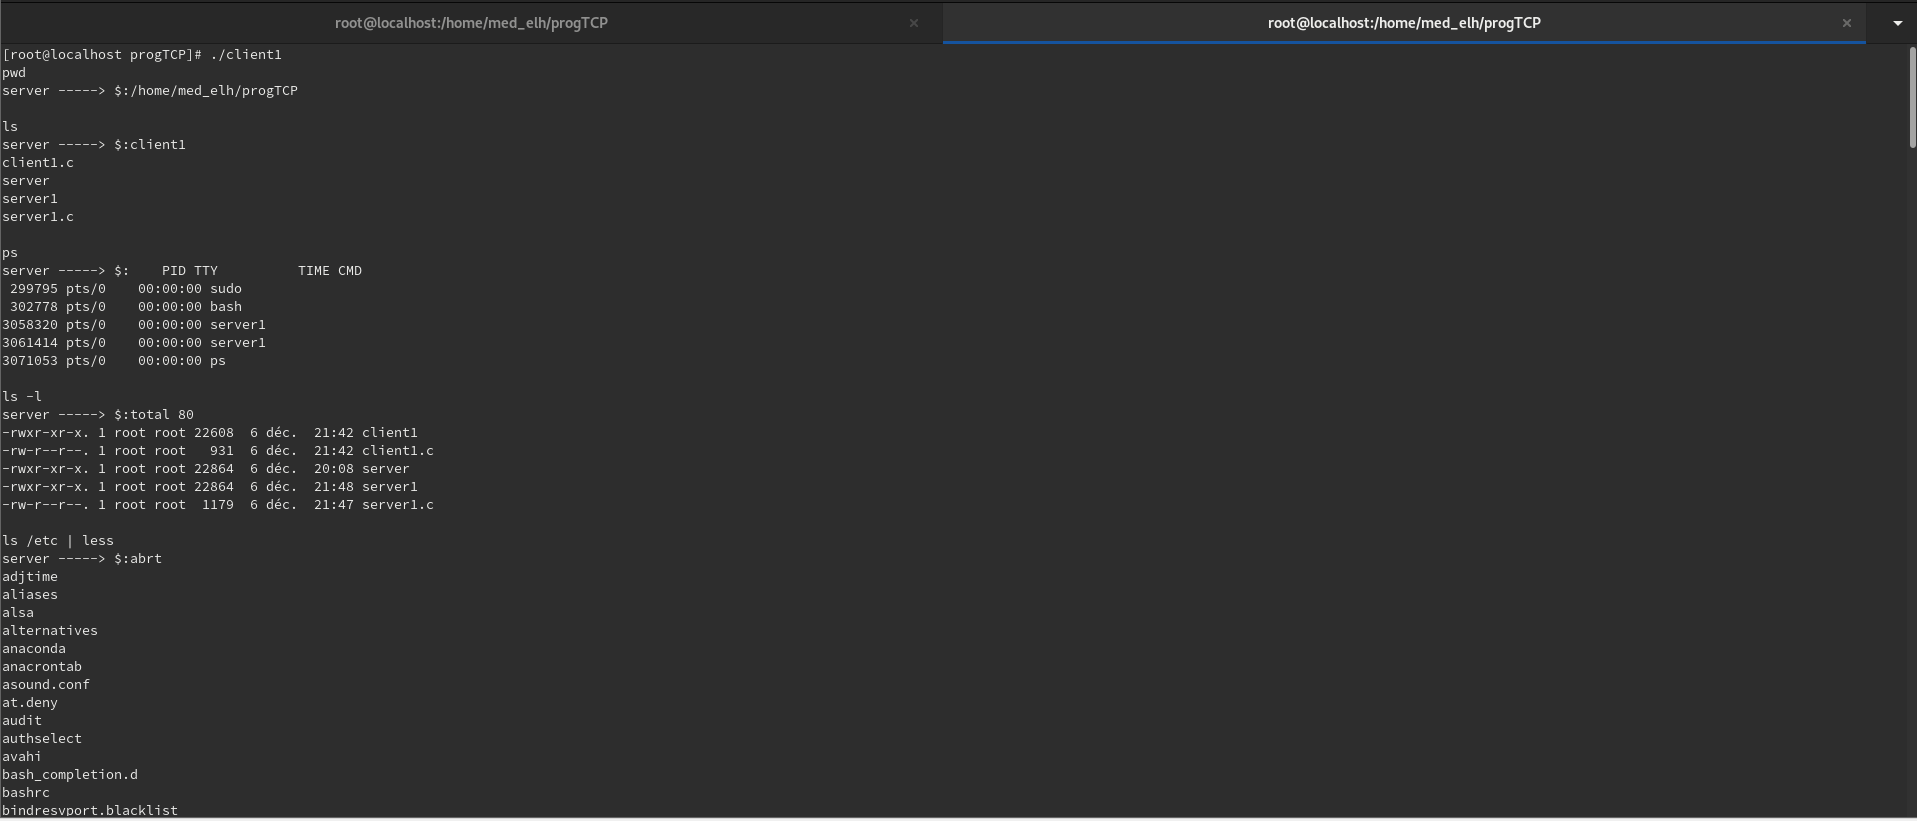 root@localhost:/home/med_elh/progTCP × root@localhost:/home/med_elh/progTCP ×
[root@localhost progTCP]# ./client1
pwd
server -----> $:/home/med_elh/progTCP
ls
server -----> $:client1
client1.c
server
server1
server1.c
ps
server -----> $:    PID TTY          TIME CMD
 299795 pts/0    00:00:00 sudo
 302778 pts/0    00:00:00 bash
3058320 pts/0    00:00:00 server1
3061414 pts/0    00:00:00 server1
3071053 pts/0    00:00:00 ps
ls -l
server -----> $:total 80
-rwxr-xr-x. 1 root root 22608  6 déc.  21:42 client1
-rw-r--r--. 1 root root   931  6 déc.  21:42 client1.c
-rwxr-xr-x. 1 root root 22864  6 déc.  20:08 server
-rwxr-xr-x. 1 root root 22864  6 déc.  21:48 server1
-rw-r--r--. 1 root root  1179  6 déc.  21:47 server1.c
ls /etc | less
server -----> $:abrt
adjtime
aliases
alsa
alternatives
anaconda
anacrontab
asound.conf
at.deny
audit
authselect
avahi
bash_completion.d
bashrc
bindresvport.blacklist